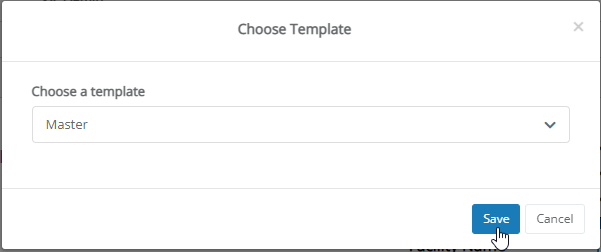 Choose Template
×
Choose a template
Master
Save
Cancel